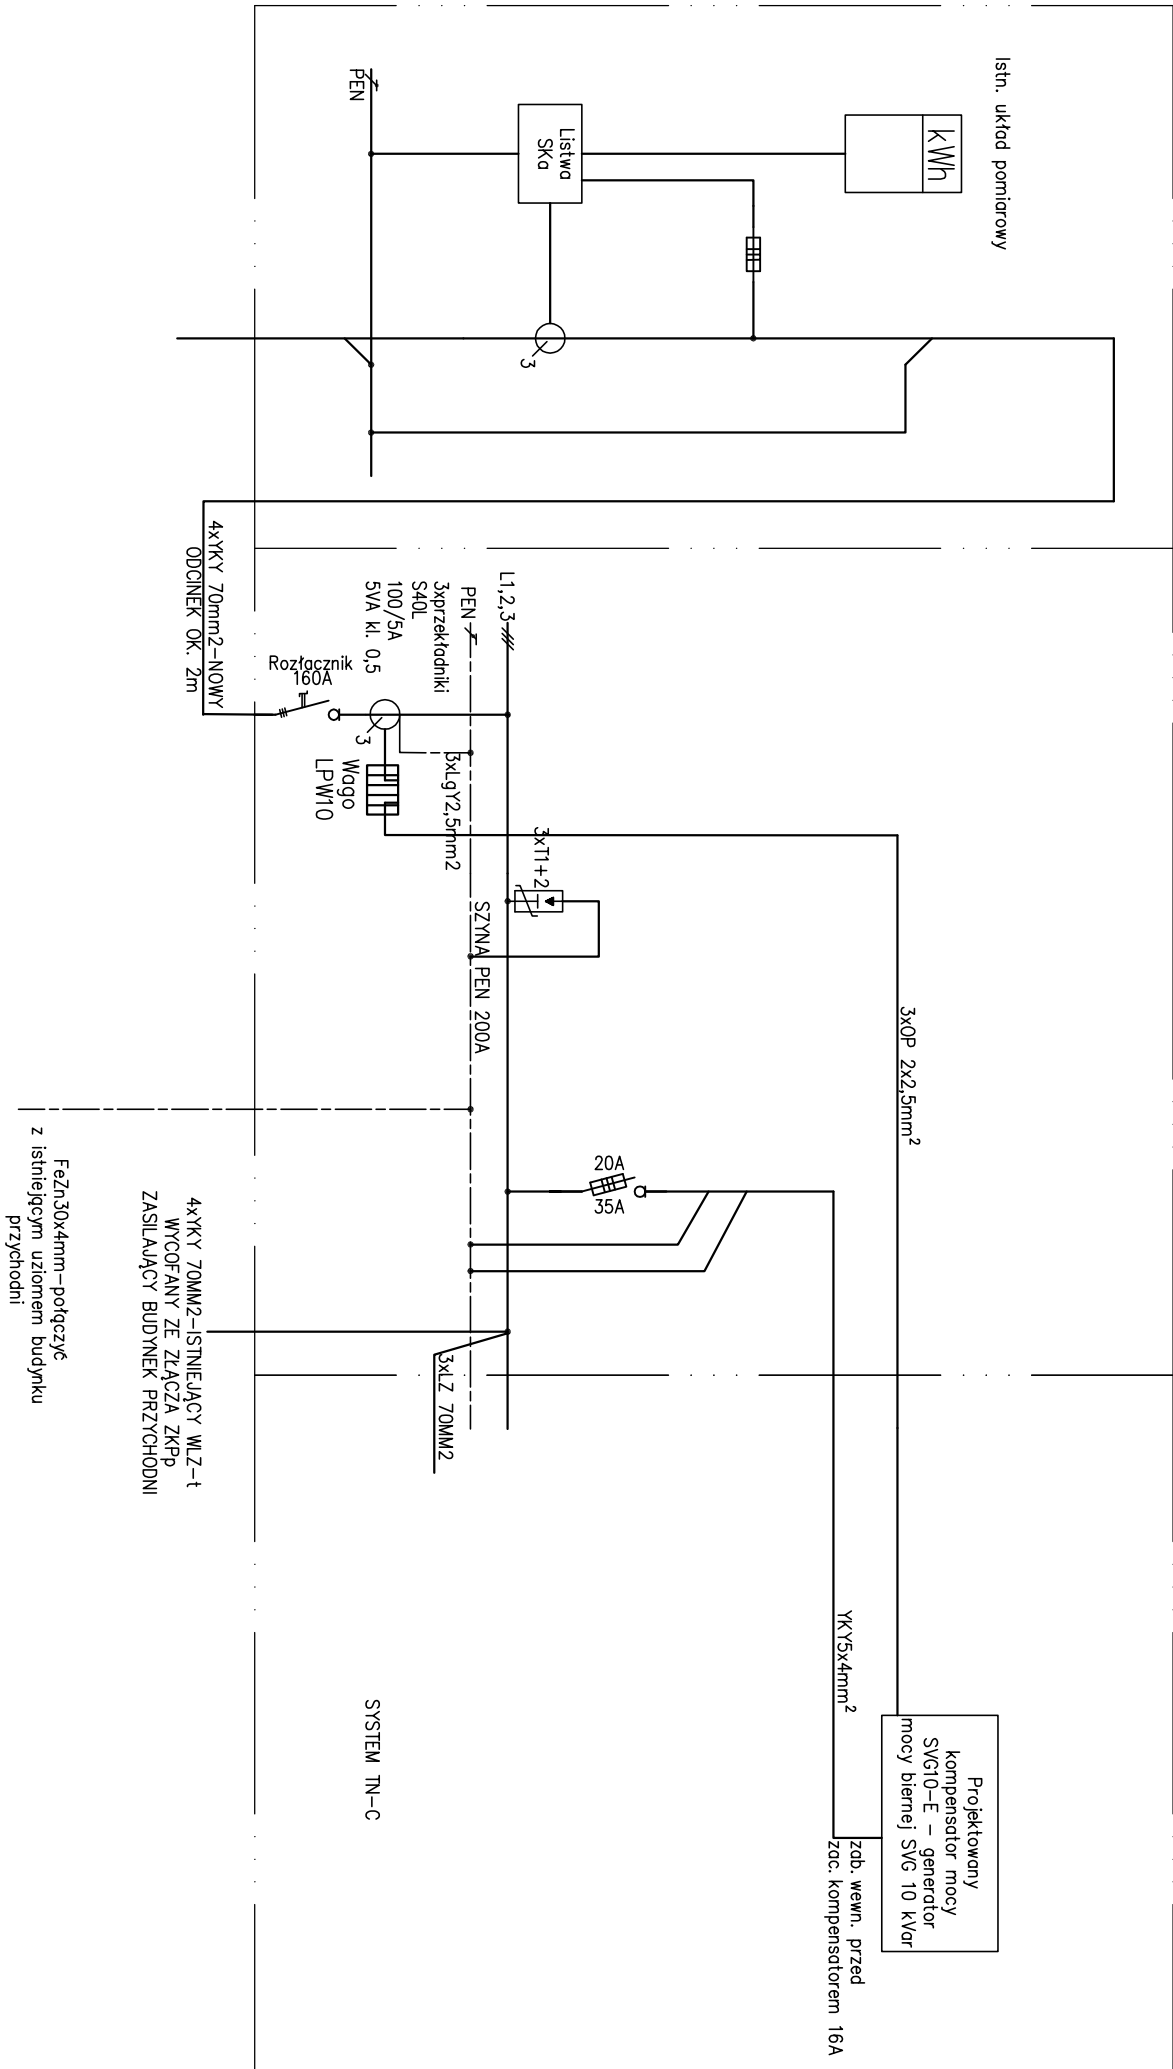 Istn. układ pomiarowy
kWh
Listwa
SKa
PEN
3
4xYKY 70mm2-NOWY
ODCINEK OK. 2m
L1,2,3
PEN
3xprzekładniki
S40L
100/5A
5VA kl. 0,5
Rozłacznik
160A
3
Wago
LPW10
3xLgY2,5mm2
3xT1+2
SZYNA PEN 200A
3xOP 2x2,5mm²
20A
35A
3xLZ 70MM2
FeZn30x4mm-połączyć
z istniejącym uziomem budynku
przychodni
4xYKY 70MM2-ISTNIEJĄCY WLZ-t
WYCOFANY ZE ZŁĄCZA ZKPp
ZASILAJĄCY BUDYNEK PRZYCHODNI
YKY5x4mm²
Projektowany
kompensator mocy
SVG10-E - generator
mocy biernej SVG 10 kVar
zab. wewn. przed
zac. kompensatorem 16A
SYSTEM TN-C